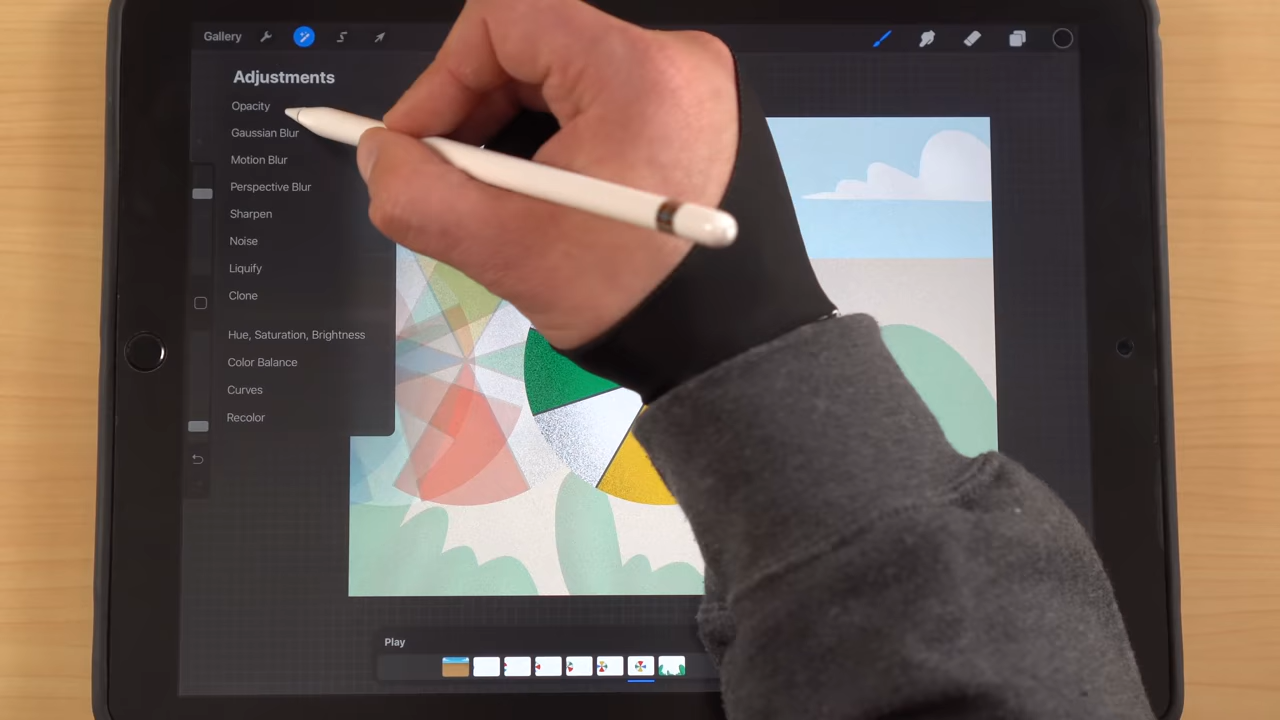 Gallery
Adjustments
Opacity
Gaussian Blur
Motion Blur
Perspective Blur
Sharpen
Noise
Liquify
Clone
Hue, Saturation, Brightness
Color Balance
Curves
Recolor
Play